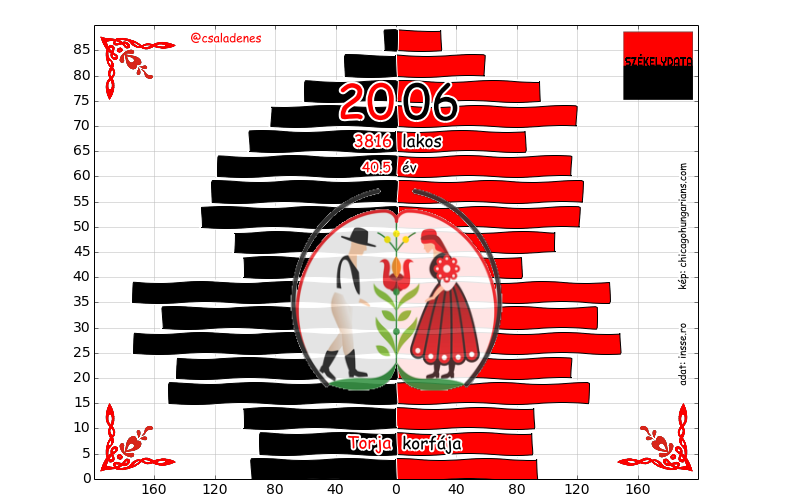 @csaladenes
SZÉKELYDATA
2006
3816 lakos
40.5 év
kép: chicagohungarians.com
adat: insse.ro
Torja korfája
85
80
75
70
65
60
55
50
45
40
35
30
25
20
15
10
5
0
160 120 80 40 0 40 80 120 160